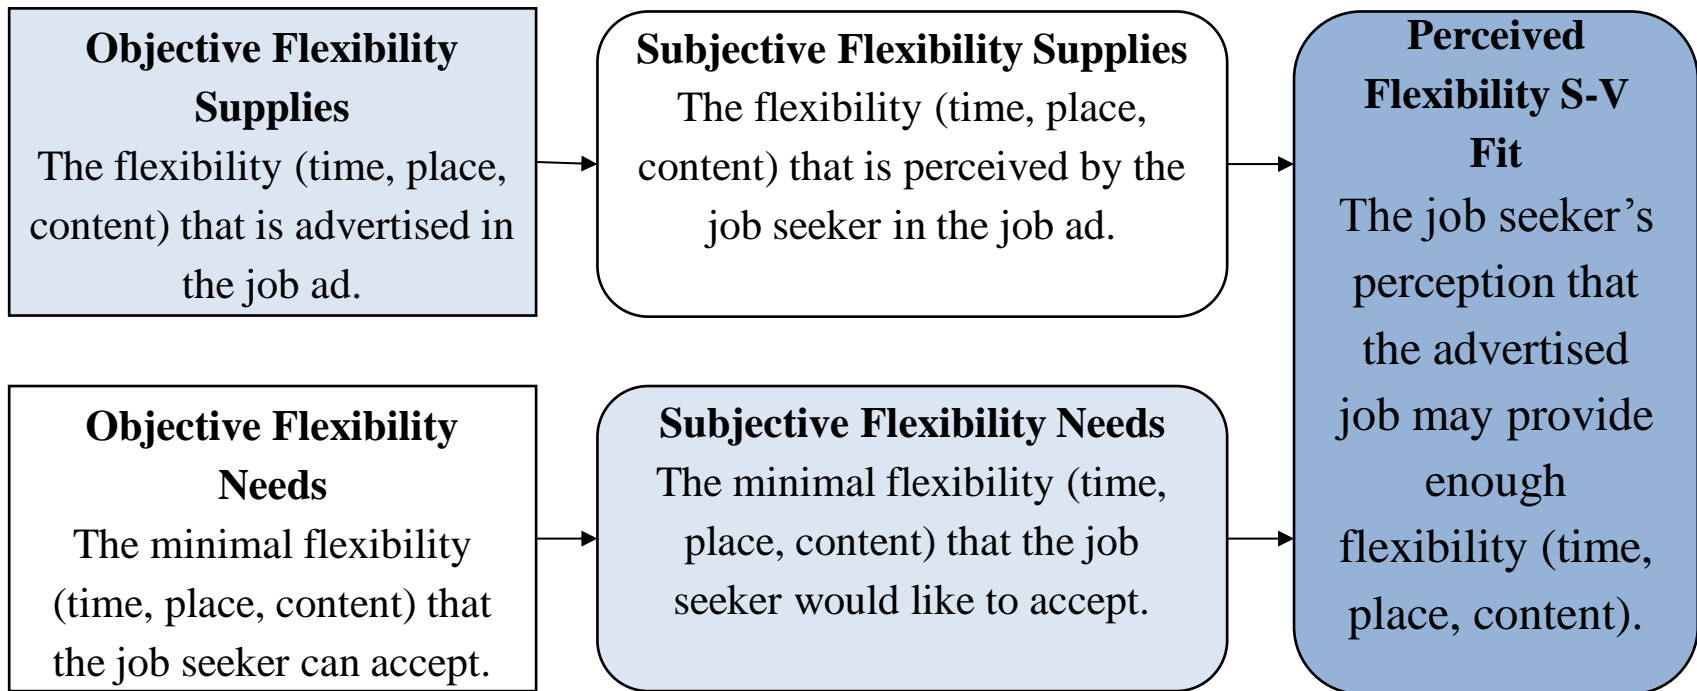 Objective Flexibility
Supplies
The flexibility (time, place,
content) that is advertised in
the job ad.
Subjective Flexibility Supplies
The flexibility (time, place,
content) that is perceived by the
job seeker in the job ad.
Objective Flexibility
Needs
The minimal flexibility
(time, place, content) that
the job seeker can accept.
Subjective Flexibility Needs
The minimal flexibility (time,
place, content) that the job
seeker would like to accept.
Perceived
Flexibility S-V
Fit
The job seeker’s
perception that
the advertised
job may provide
enough
flexibility (time,
place, content).